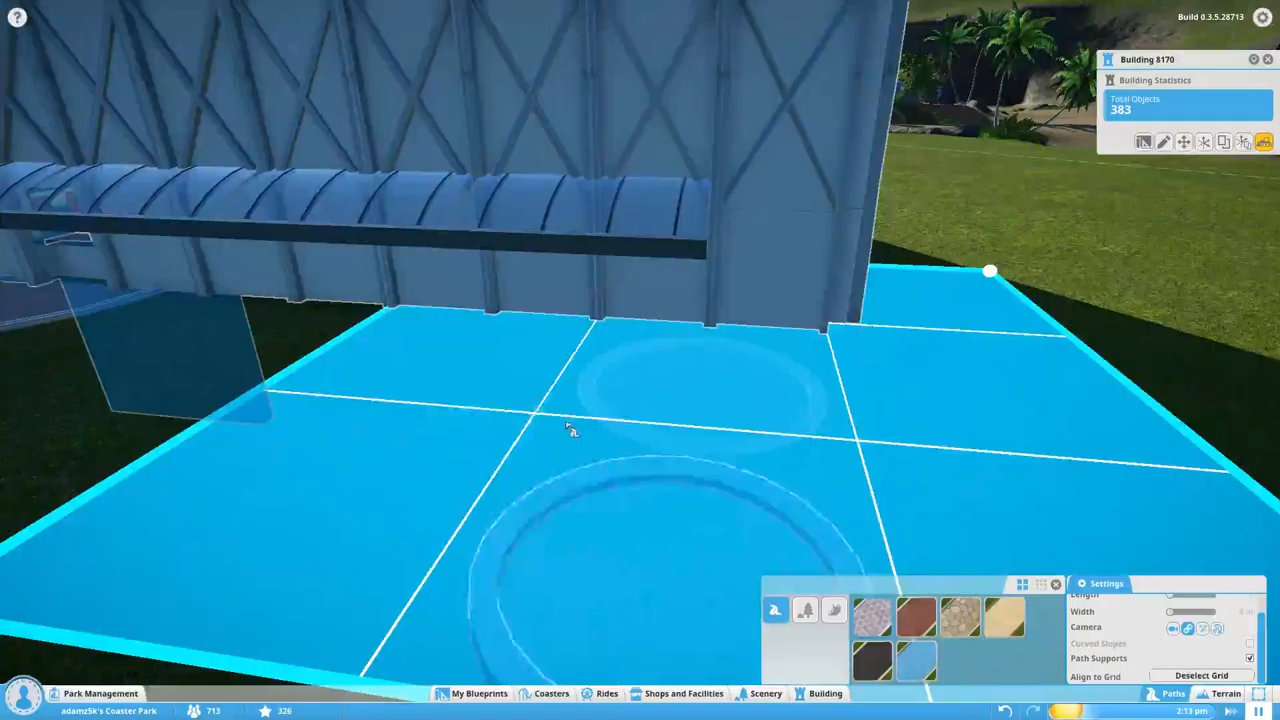 ?
Build 0.3.5.28713
Building 8170
Building Statistics
Total Objects
383
Settings
Length
Width
Camera
Curved Slopes
Path Supports
Align to Grid
Deselect Grid
Park Management
My Blueprints
Coasters
Rides
Shops and Facilities
Scenery
Building
Paths
Terrain
adamz5k's Coaster Park
713
326
2:13 pm